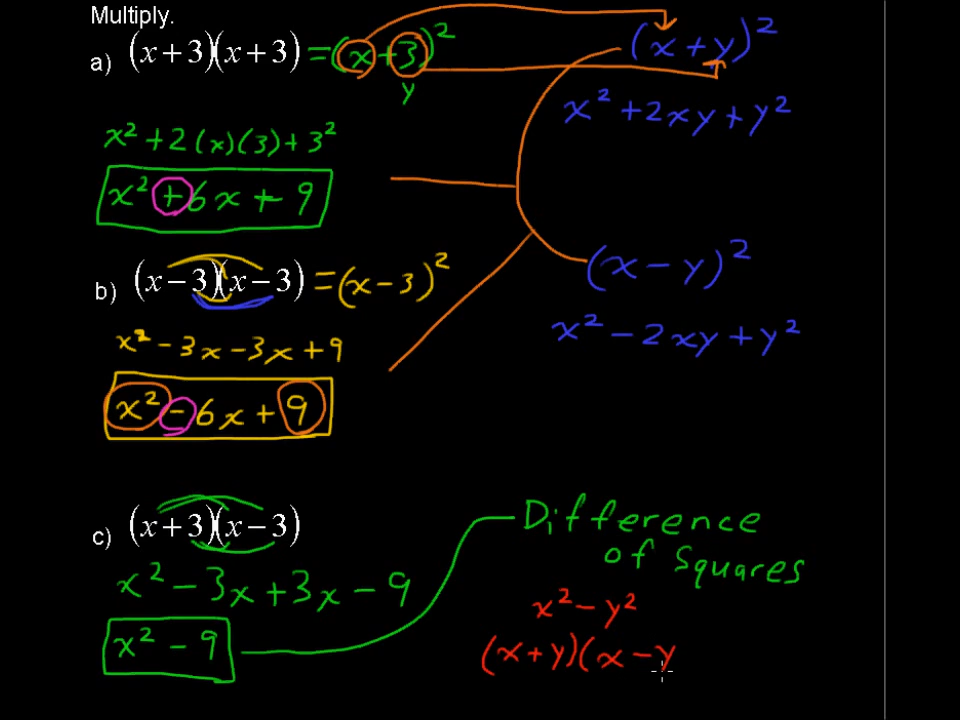 Multiply.
a) (x+3)(x+3) = (x+3)²
y
x² + 2(x)(3) + 3²
x² + 6x + 9
(x+y)²
x² + 2xy + y²
b) (x−3)(x−3) = (x−3)²
x² − 3x − 3x + 9
x² − 6x + 9
(x−y)²
x² − 2xy + y²
c) (x+3)(x−3)
x² − 3x + 3x − 9
x² − 9
Difference
of Squares
x² − y²
(x+y)(x−y